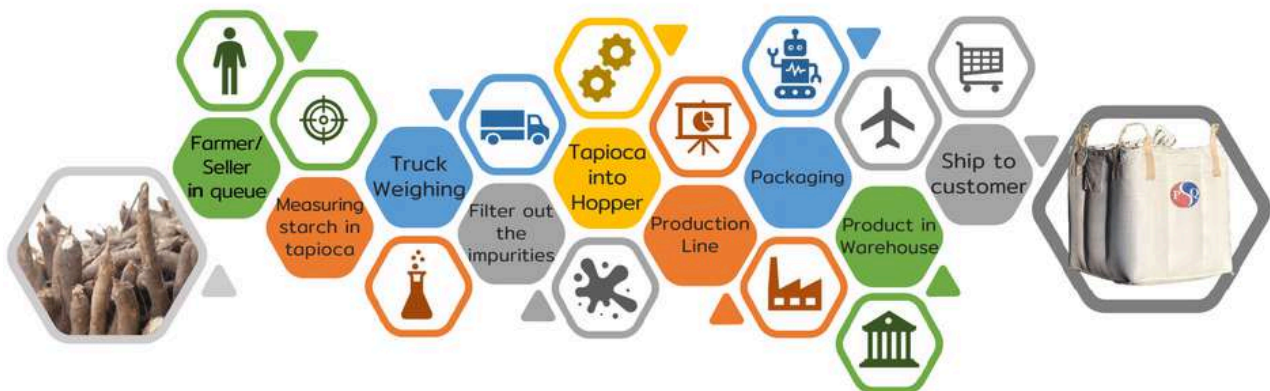 Farmer/
Seller
in queue
Measuring
starch in
tapioca
Truck
Weighing
Filter out
the
impurities
Tapioca
into
Hopper
Production
Line
Packaging
Product in
Warehouse
Ship to
customer